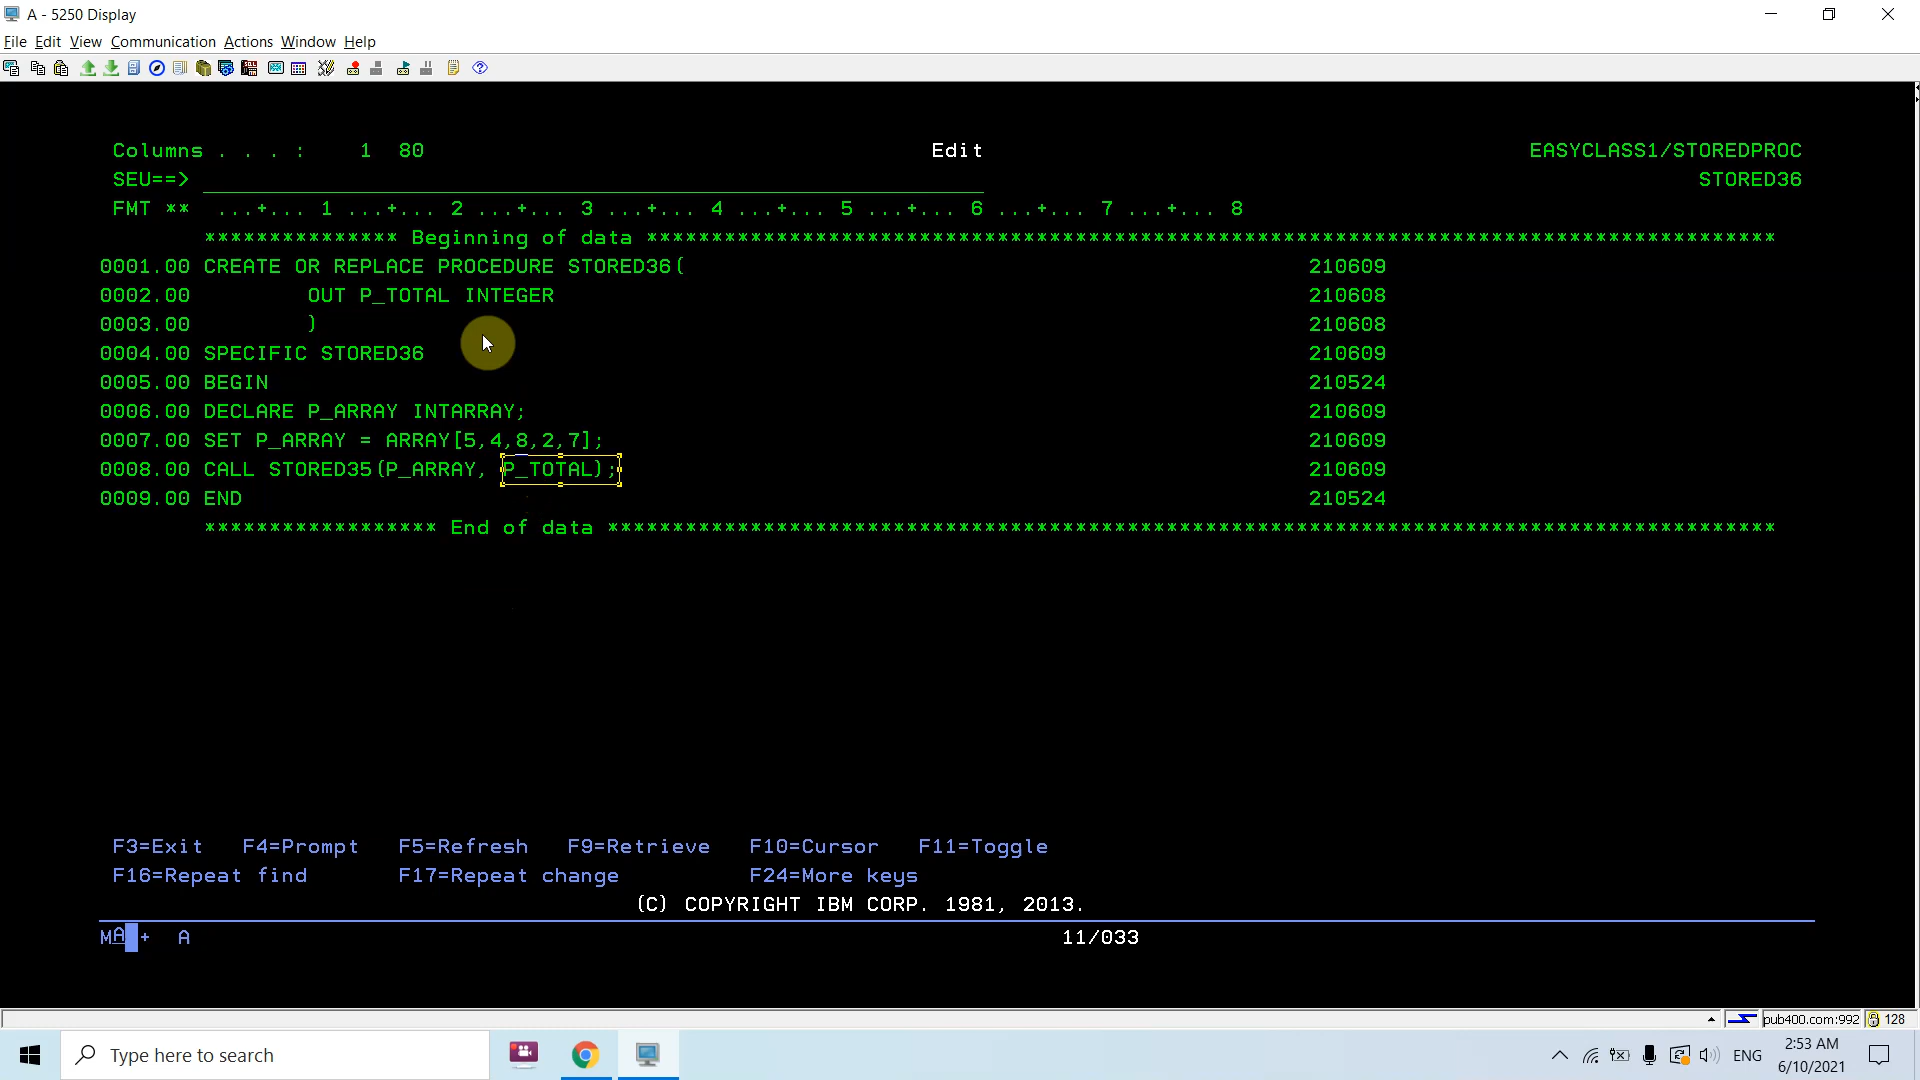 A - 5250 Display
File Edit View Communication Actions Window Help
Columns . . . :    1  80                                       Edit                                          EASYCLASS1/STOREDPROC
SEU==>                                                                                                                    STORED36
FMT **  ...+... 1 ...+... 2 ...+... 3 ...+... 4 ...+... 5 ...+... 6 ...+... 7 ...+... 8
*************** Beginning of data ***************************************************************************************
0001.00 CREATE OR REPLACE PROCEDURE STORED36(                                                210609
0002.00         OUT P_TOTAL INTEGER                                                          210608
0003.00         )                                                                            210608
0004.00 SPECIFIC STORED36                                                                    210609
0005.00 BEGIN                                                                                210524
0006.00 DECLARE P_ARRAY INTARRAY;                                                            210609
0007.00 SET P_ARRAY = ARRAY[5,4,8,2,7];                                                      210609
0008.00 CALL STORED35(P_ARRAY, P_TOTAL);                                                     210609
0009.00 END                                                                                  210524
****************** End of data ******************************************************************************************
F3=Exit   F4=Prompt   F5=Refresh   F9=Retrieve   F10=Cursor   F11=Toggle
F16=Repeat find       F17=Repeat change          F24=More keys
(C) COPYRIGHT IBM CORP. 1981, 2013.
MA + A 11/033
pub400.com:992 128
Type here to search
ENG
2:53 AM
6/10/2021